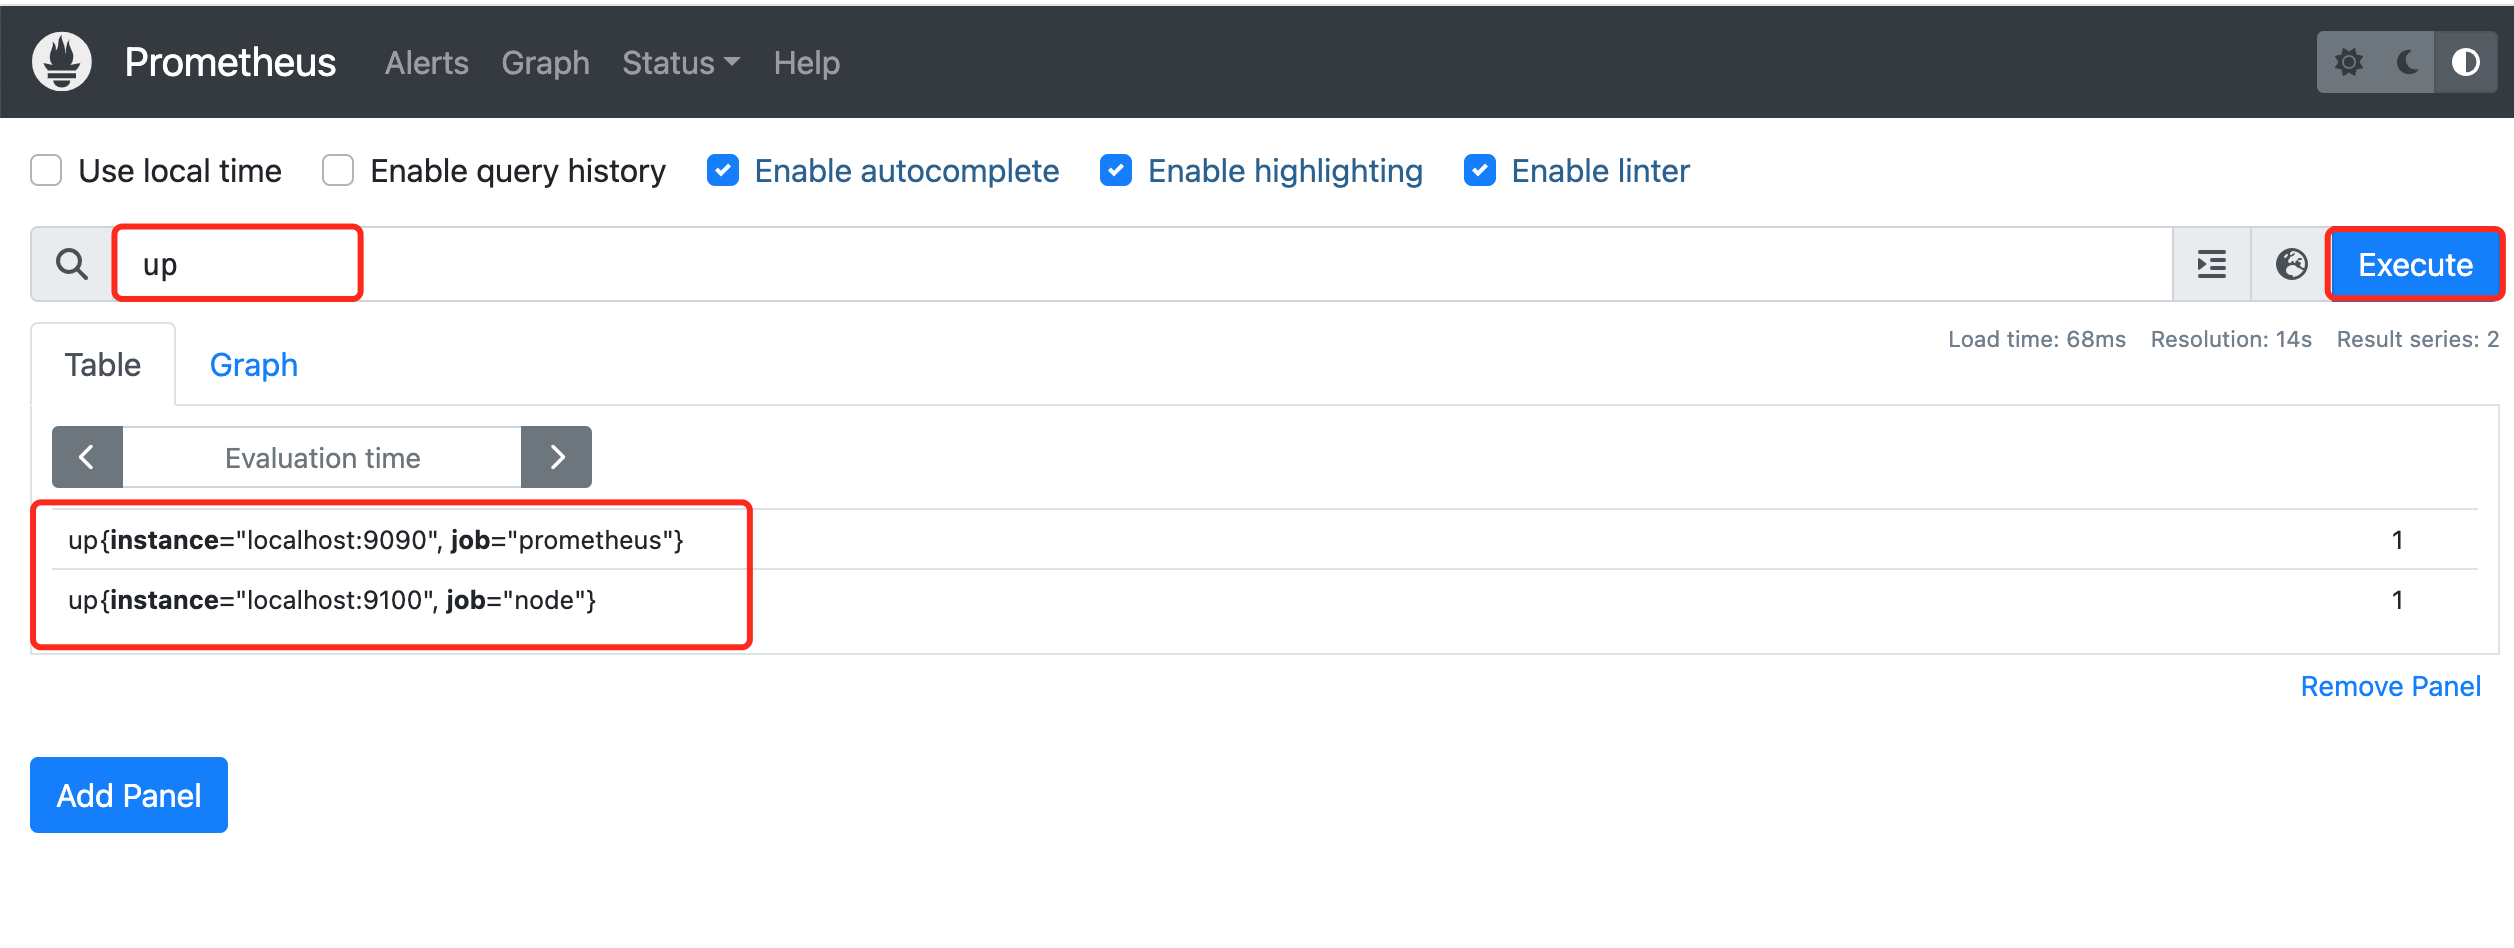 Prometheus Alerts Graph Status Help
Use local time Enable query history Enable autocomplete Enable highlighting Enable linter
up Execute
Load time: 68ms Resolution: 14s Result series: 2
Table Graph
Evaluation time
up{instance="localhost:9090", job="prometheus"} 1
up{instance="localhost:9100", job="node"} 1
Remove Panel
Add Panel